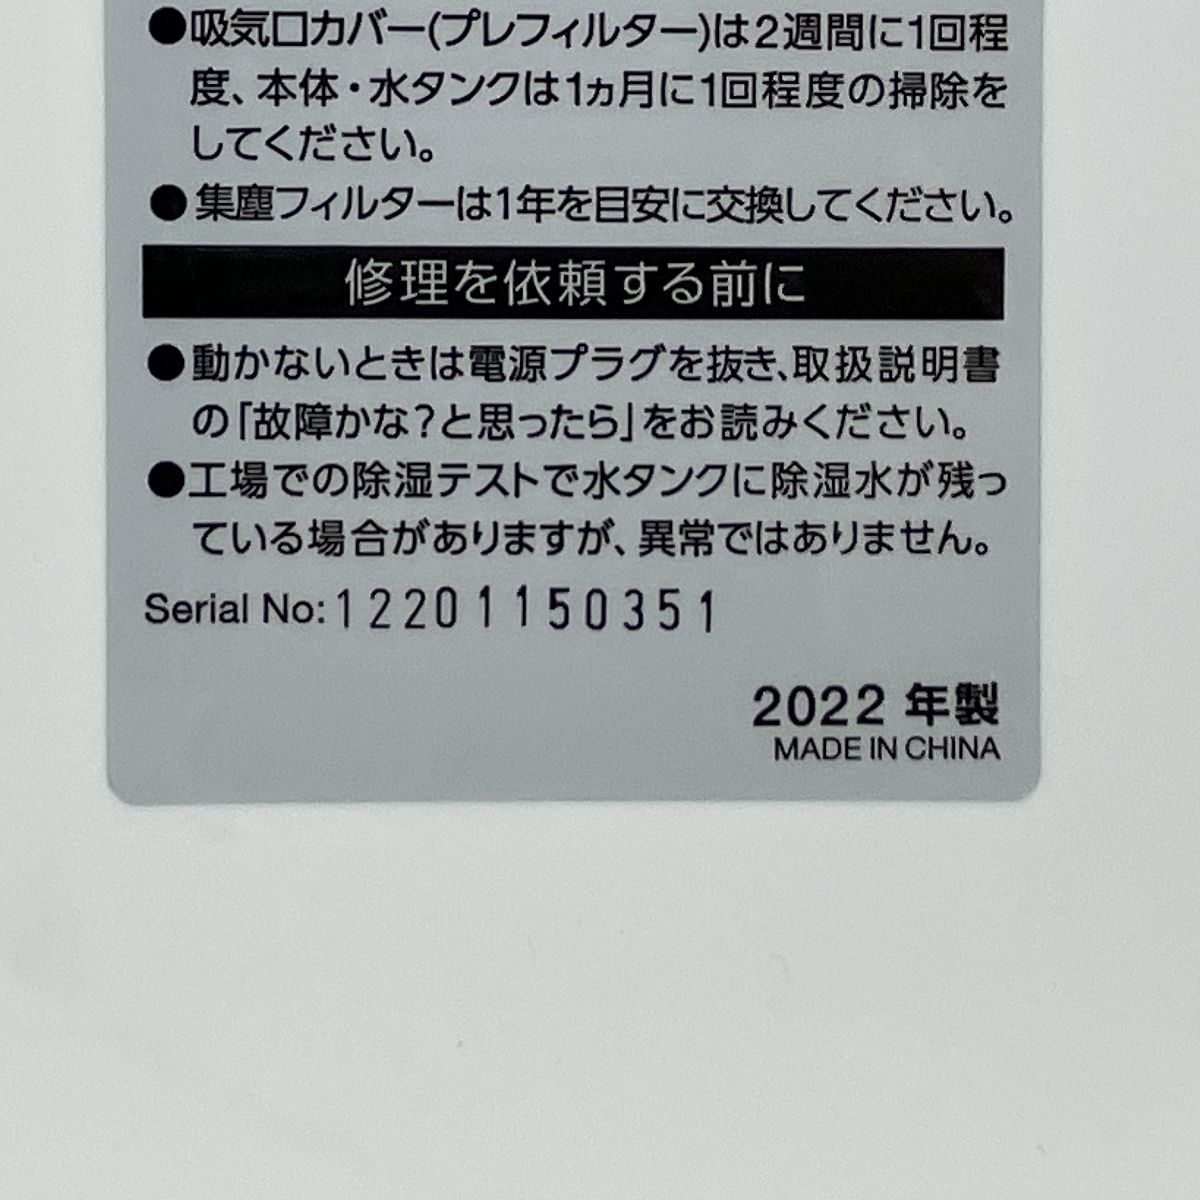 ●吸気口カバー(プレフィルター)は2週間に1回程
度、本体・水タンクは1ヵ月に1回程度の掃除を
してください。
●集塵フィルターは1年を目安に交換してください。
修理を依頼する前に
●動かないときは電源プラグを抜き、取扱説明書
の「故障かな?と思ったら」をお読みください。
●工場での除湿テストで水タンクに除湿水が残っ
ている場合がありますが、異常ではありません。
Serial No: 12201150351
2022 年製
MADE IN CHINA